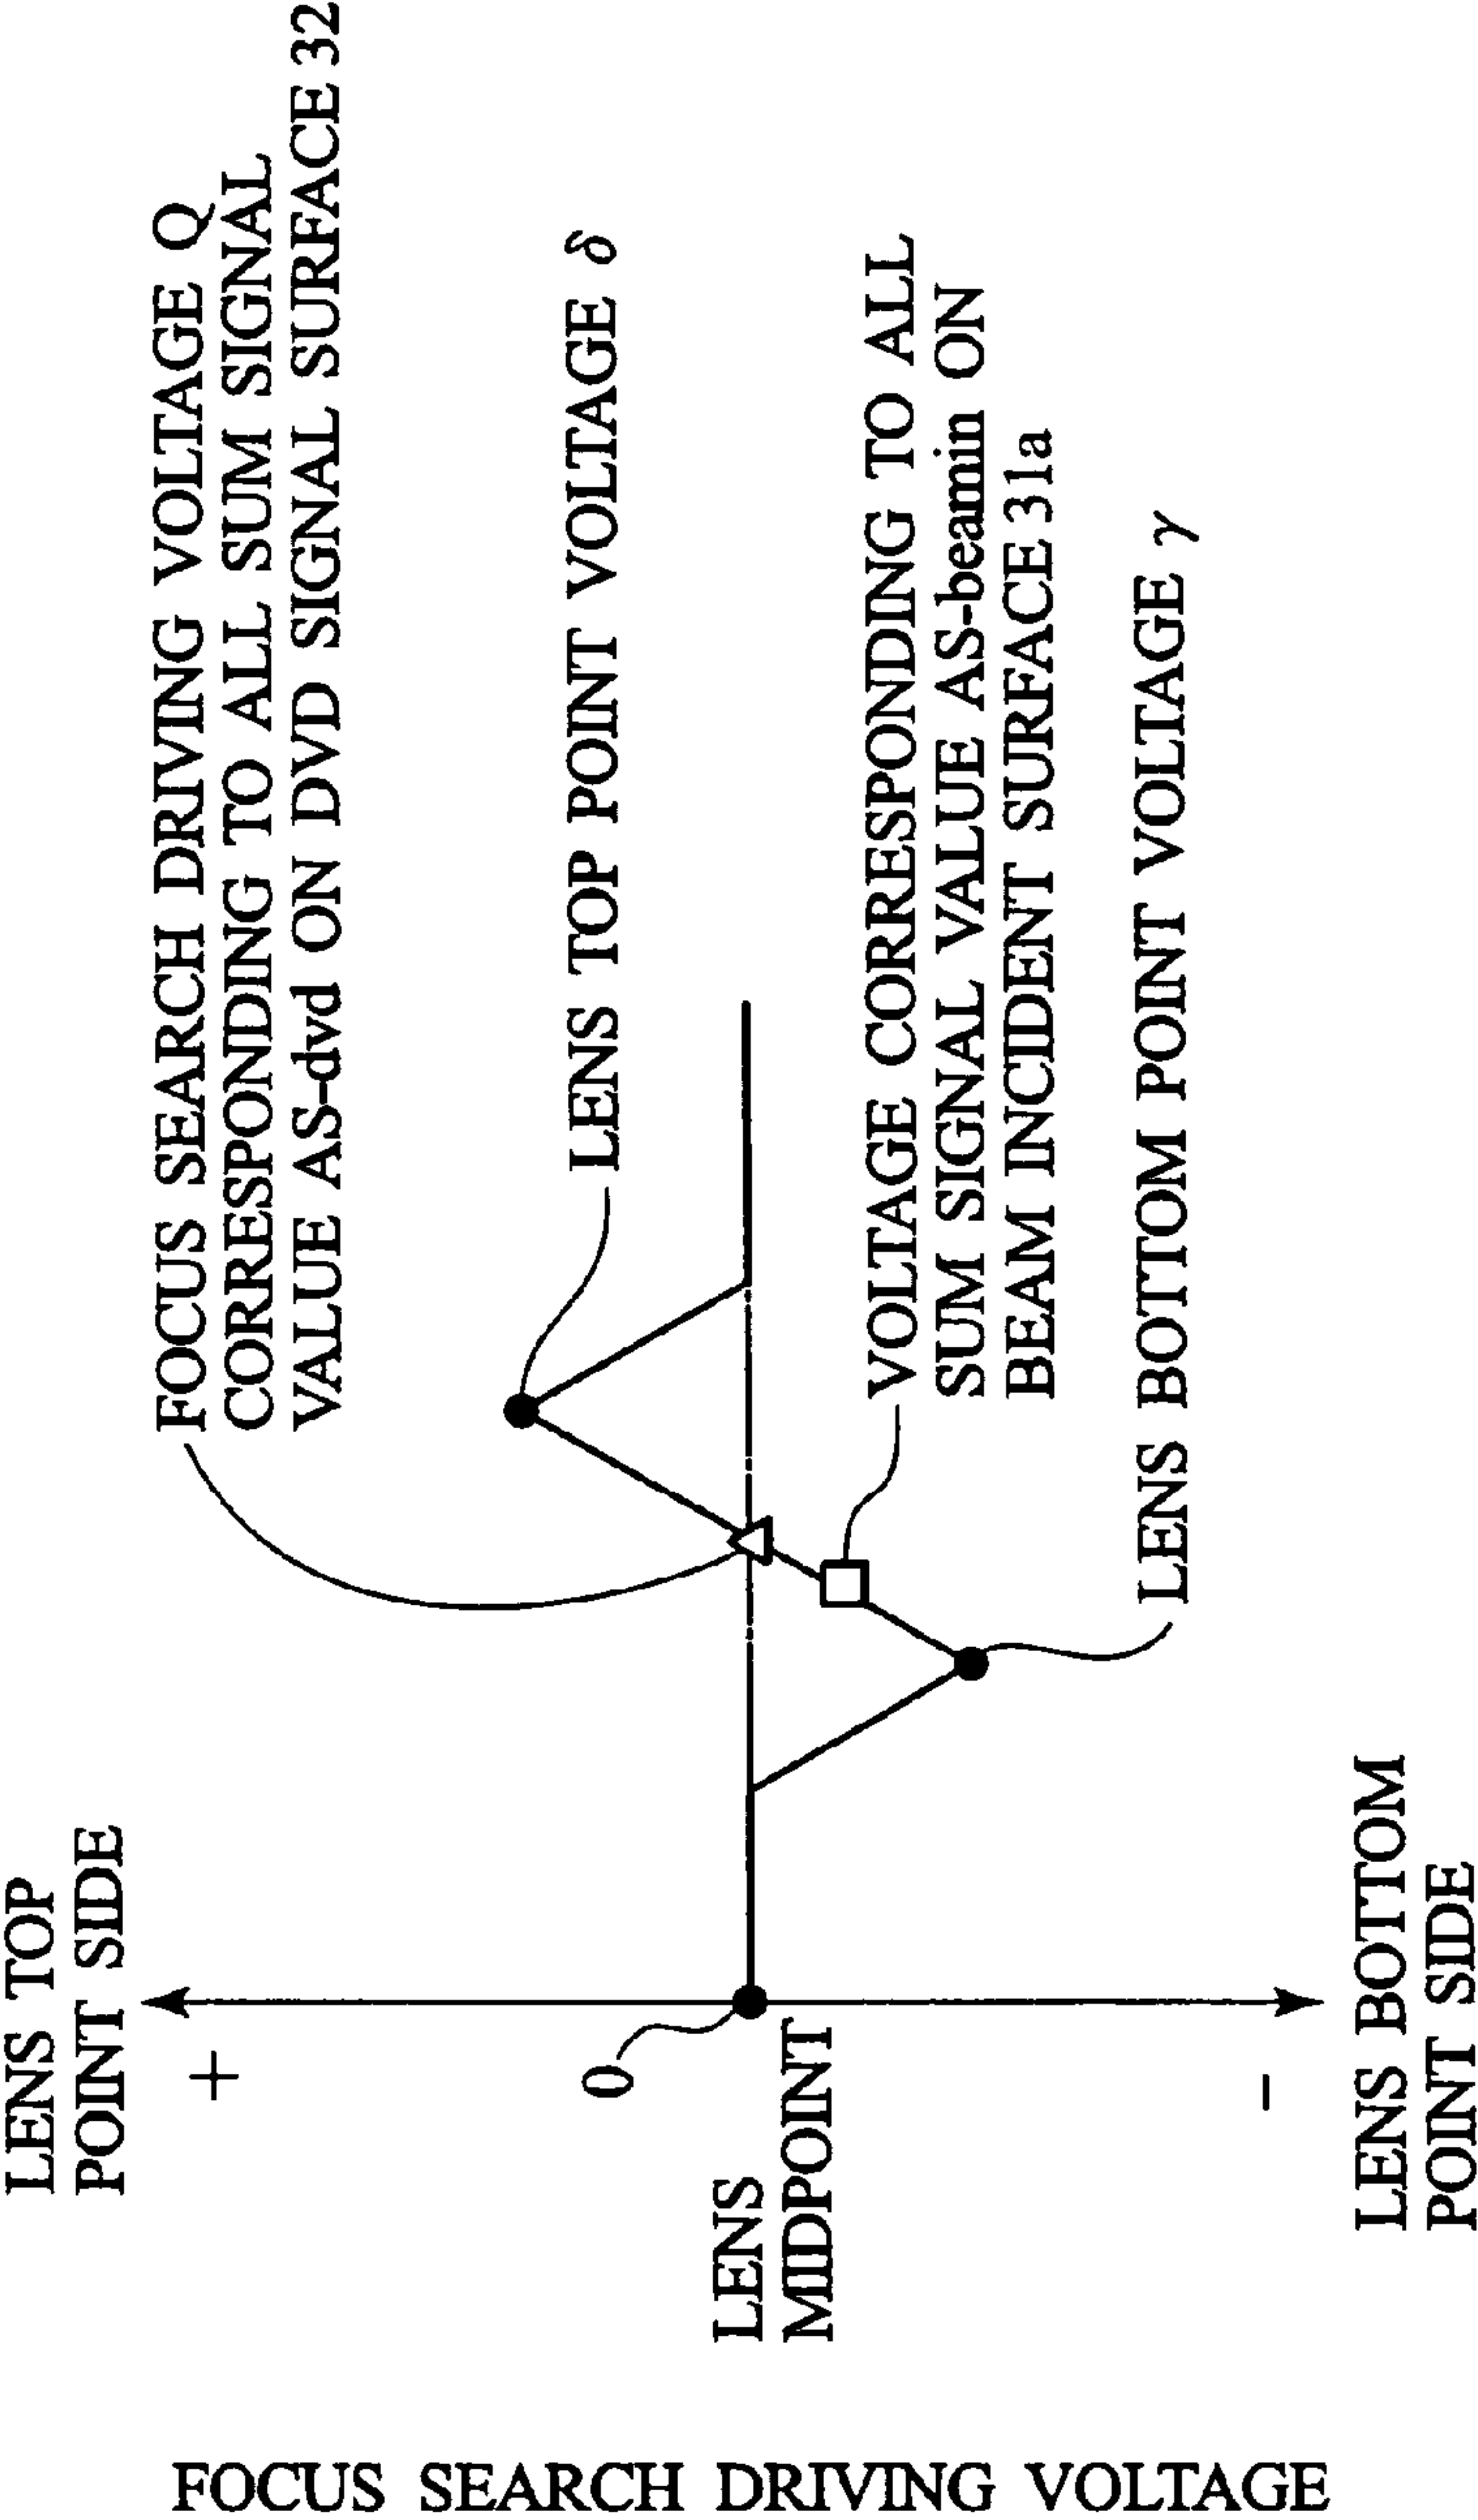 FOCUS SEARCH DRIVING VOLTAGE
LENS TOP
POINT SIDE
+
0
LENS
MIDPOINT
−
LENS BOTTOM
POINT SIDE
FOCUS SEARCH DRIVING VOLTAGE Q
CORRESPONDING TO ALL SUM SIGNAL
VALUE AS-dvd ON DVD SIGNAL SURFACE 32
LENS TOP POINT VOLTAGE δ
VOLTAGE CORRESPONDING TO ALL
SUM SIGNAL VALUE AS-beamin ON
BEAM INCIDENT SURFACE 31a
LENS BOTTOM POINT VOLTAGE γ